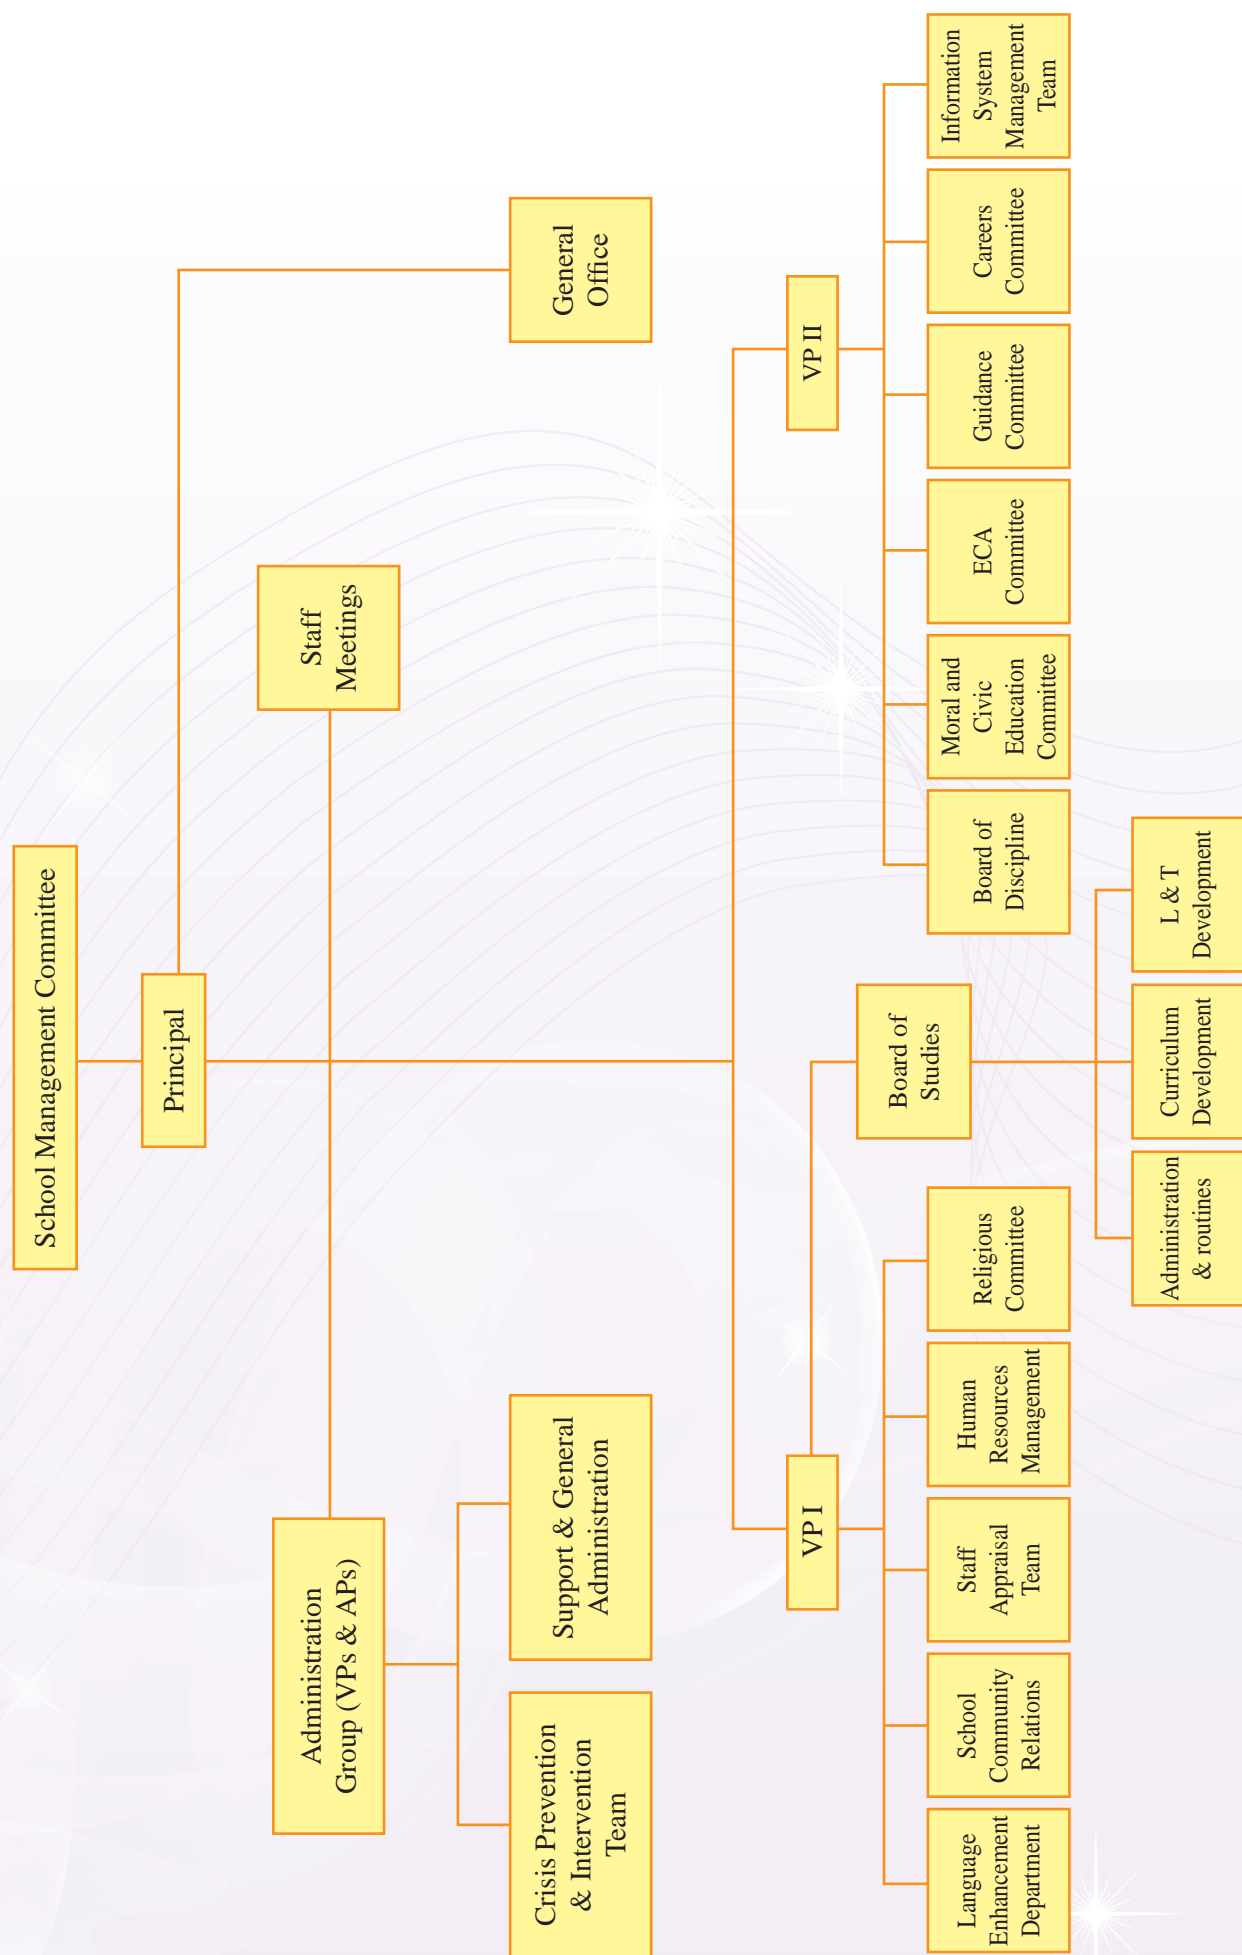 School Management Committee
Principal
Administration
Group (VPs & APs)
Staff
Meetings
Crisis Prevention
& Intervention
Team
Support & General
Administration
General
Office
VP I
VP II
Board of
Studies
Language
Enhancement
Department
School
Community
Relations
Staff
Appraisal
Team
Human
Resources
Management
Religious
Committee
Board of
Discipline
Moral and
Civic
Education
Committee
ECA
Committee
Guidance
Committee
Careers
Committee
Information
System
Management
Team
Administration
& routines
Curriculum
Development
L & T
Development